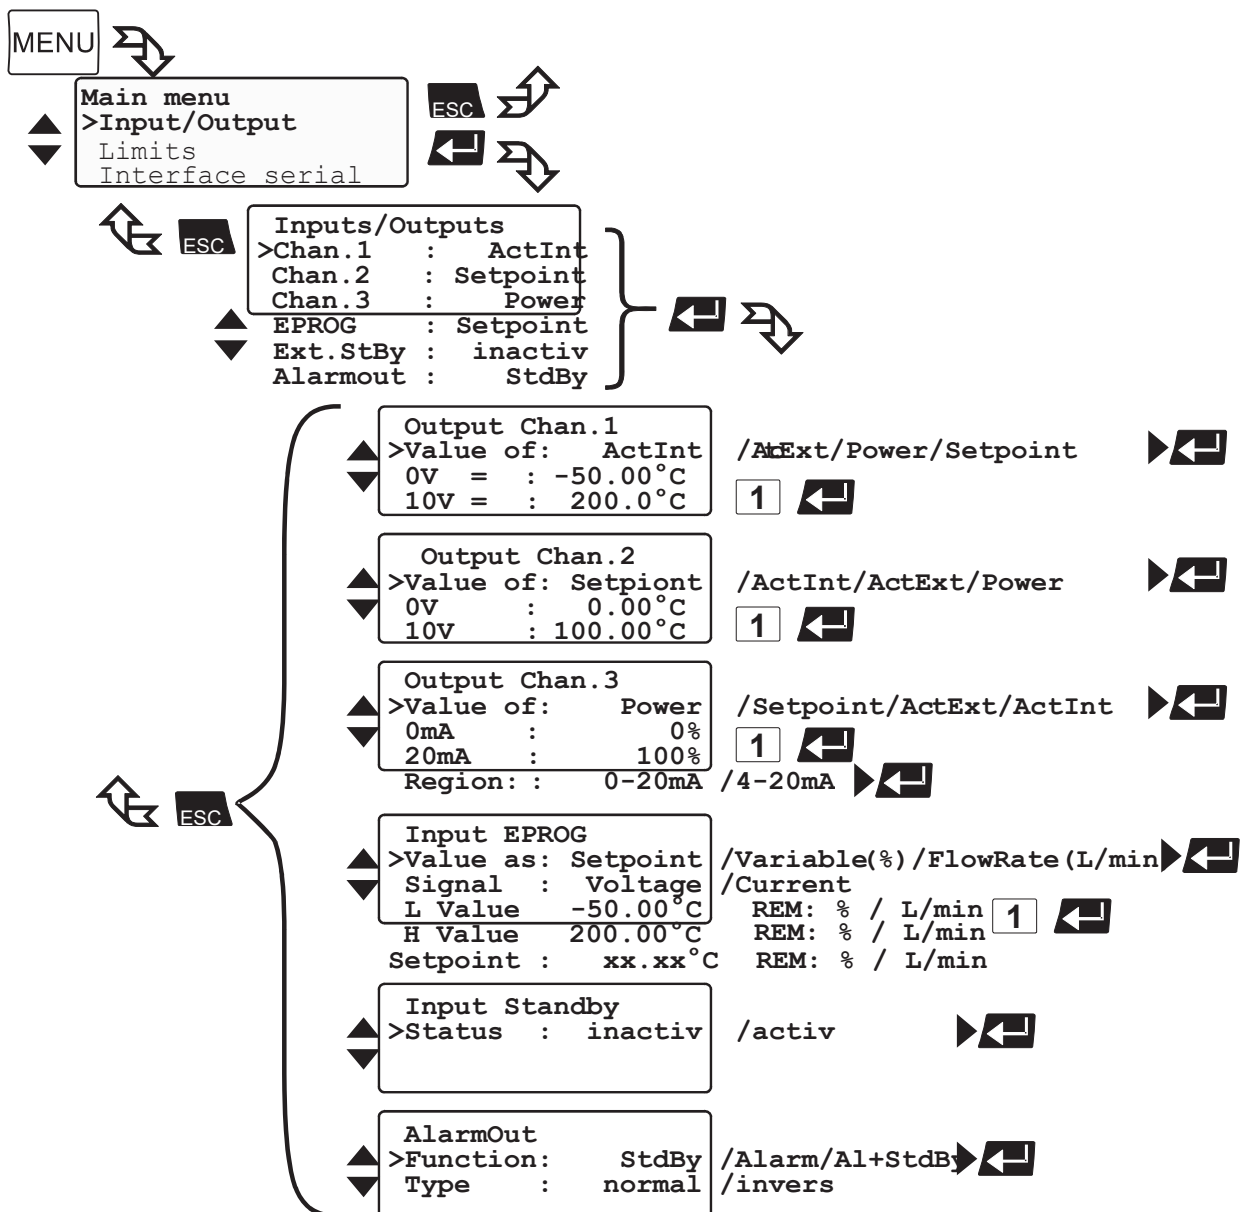 MENU
Main menu
>Input/Output
Limits
Interface serial
ESC
ESC
Inputs/Outputs
>Chan.1 : ActInt
Chan.2 : Setpoint
Chan.3 : Power
EPROG : Setpoint
Ext.StBy : inactiv
Alarmout : StdBy
Output Chan.1
>Value of: ActInt /ActExt/Power/Setpoint
0V = : -50.00°C
10V = : 200.0°C 1
Output Chan.2
>Value of: Setpiont /ActInt/ActExt/Power
0V : 0.00°C
10V : 100.00°C 1
Output Chan.3
>Value of: Power /Setpoint/ActExt/ActInt
0mA : 0%
20mA : 100% 1
Region: : 0-20mA /4-20mA
ESC
Input EPROG
>Value as: Setpoint /Variable(%)/FlowRate(L/min
Signal : Voltage /Current
L Value -50.00°C REM: % / L/min 1
H Value 200.00°C REM: % / L/min
Setpoint : xx.xx°C REM: % / L/min
Input Standby
>Status : inactiv /activ
AlarmOut
>Function: StdBy /Alarm/Al+StdBy
Type : normal /invers